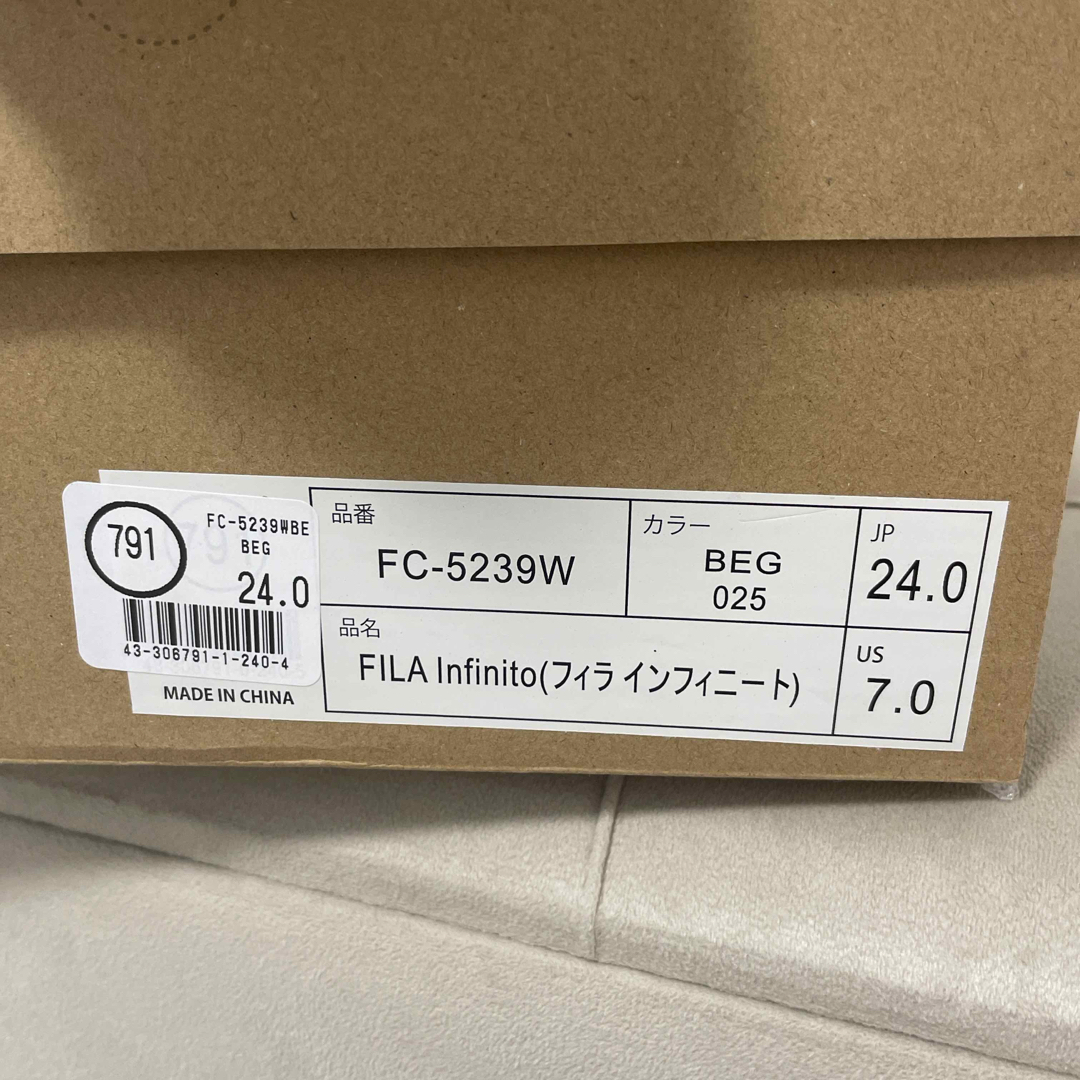 791
FC-5239WBE
BEG
24.0
43-306791-1-240-4
MADE IN CHINA
品番
FC-5239W
カラー
BEG
025
JP
24.0
品名
FILA Infinito(フィラ インフィニート)
US
7.0